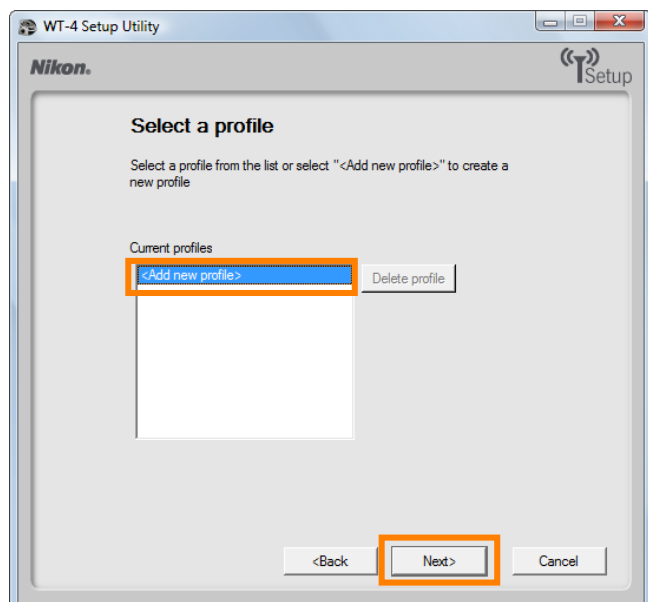 WT-4 Setup Utility
Nikon.
Setup
Select a profile
Select a profile from the list or select "<Add new profile>" to create a
new profile
Current profiles
<Add new profile>
Delete profile
<Back
Next>
Cancel